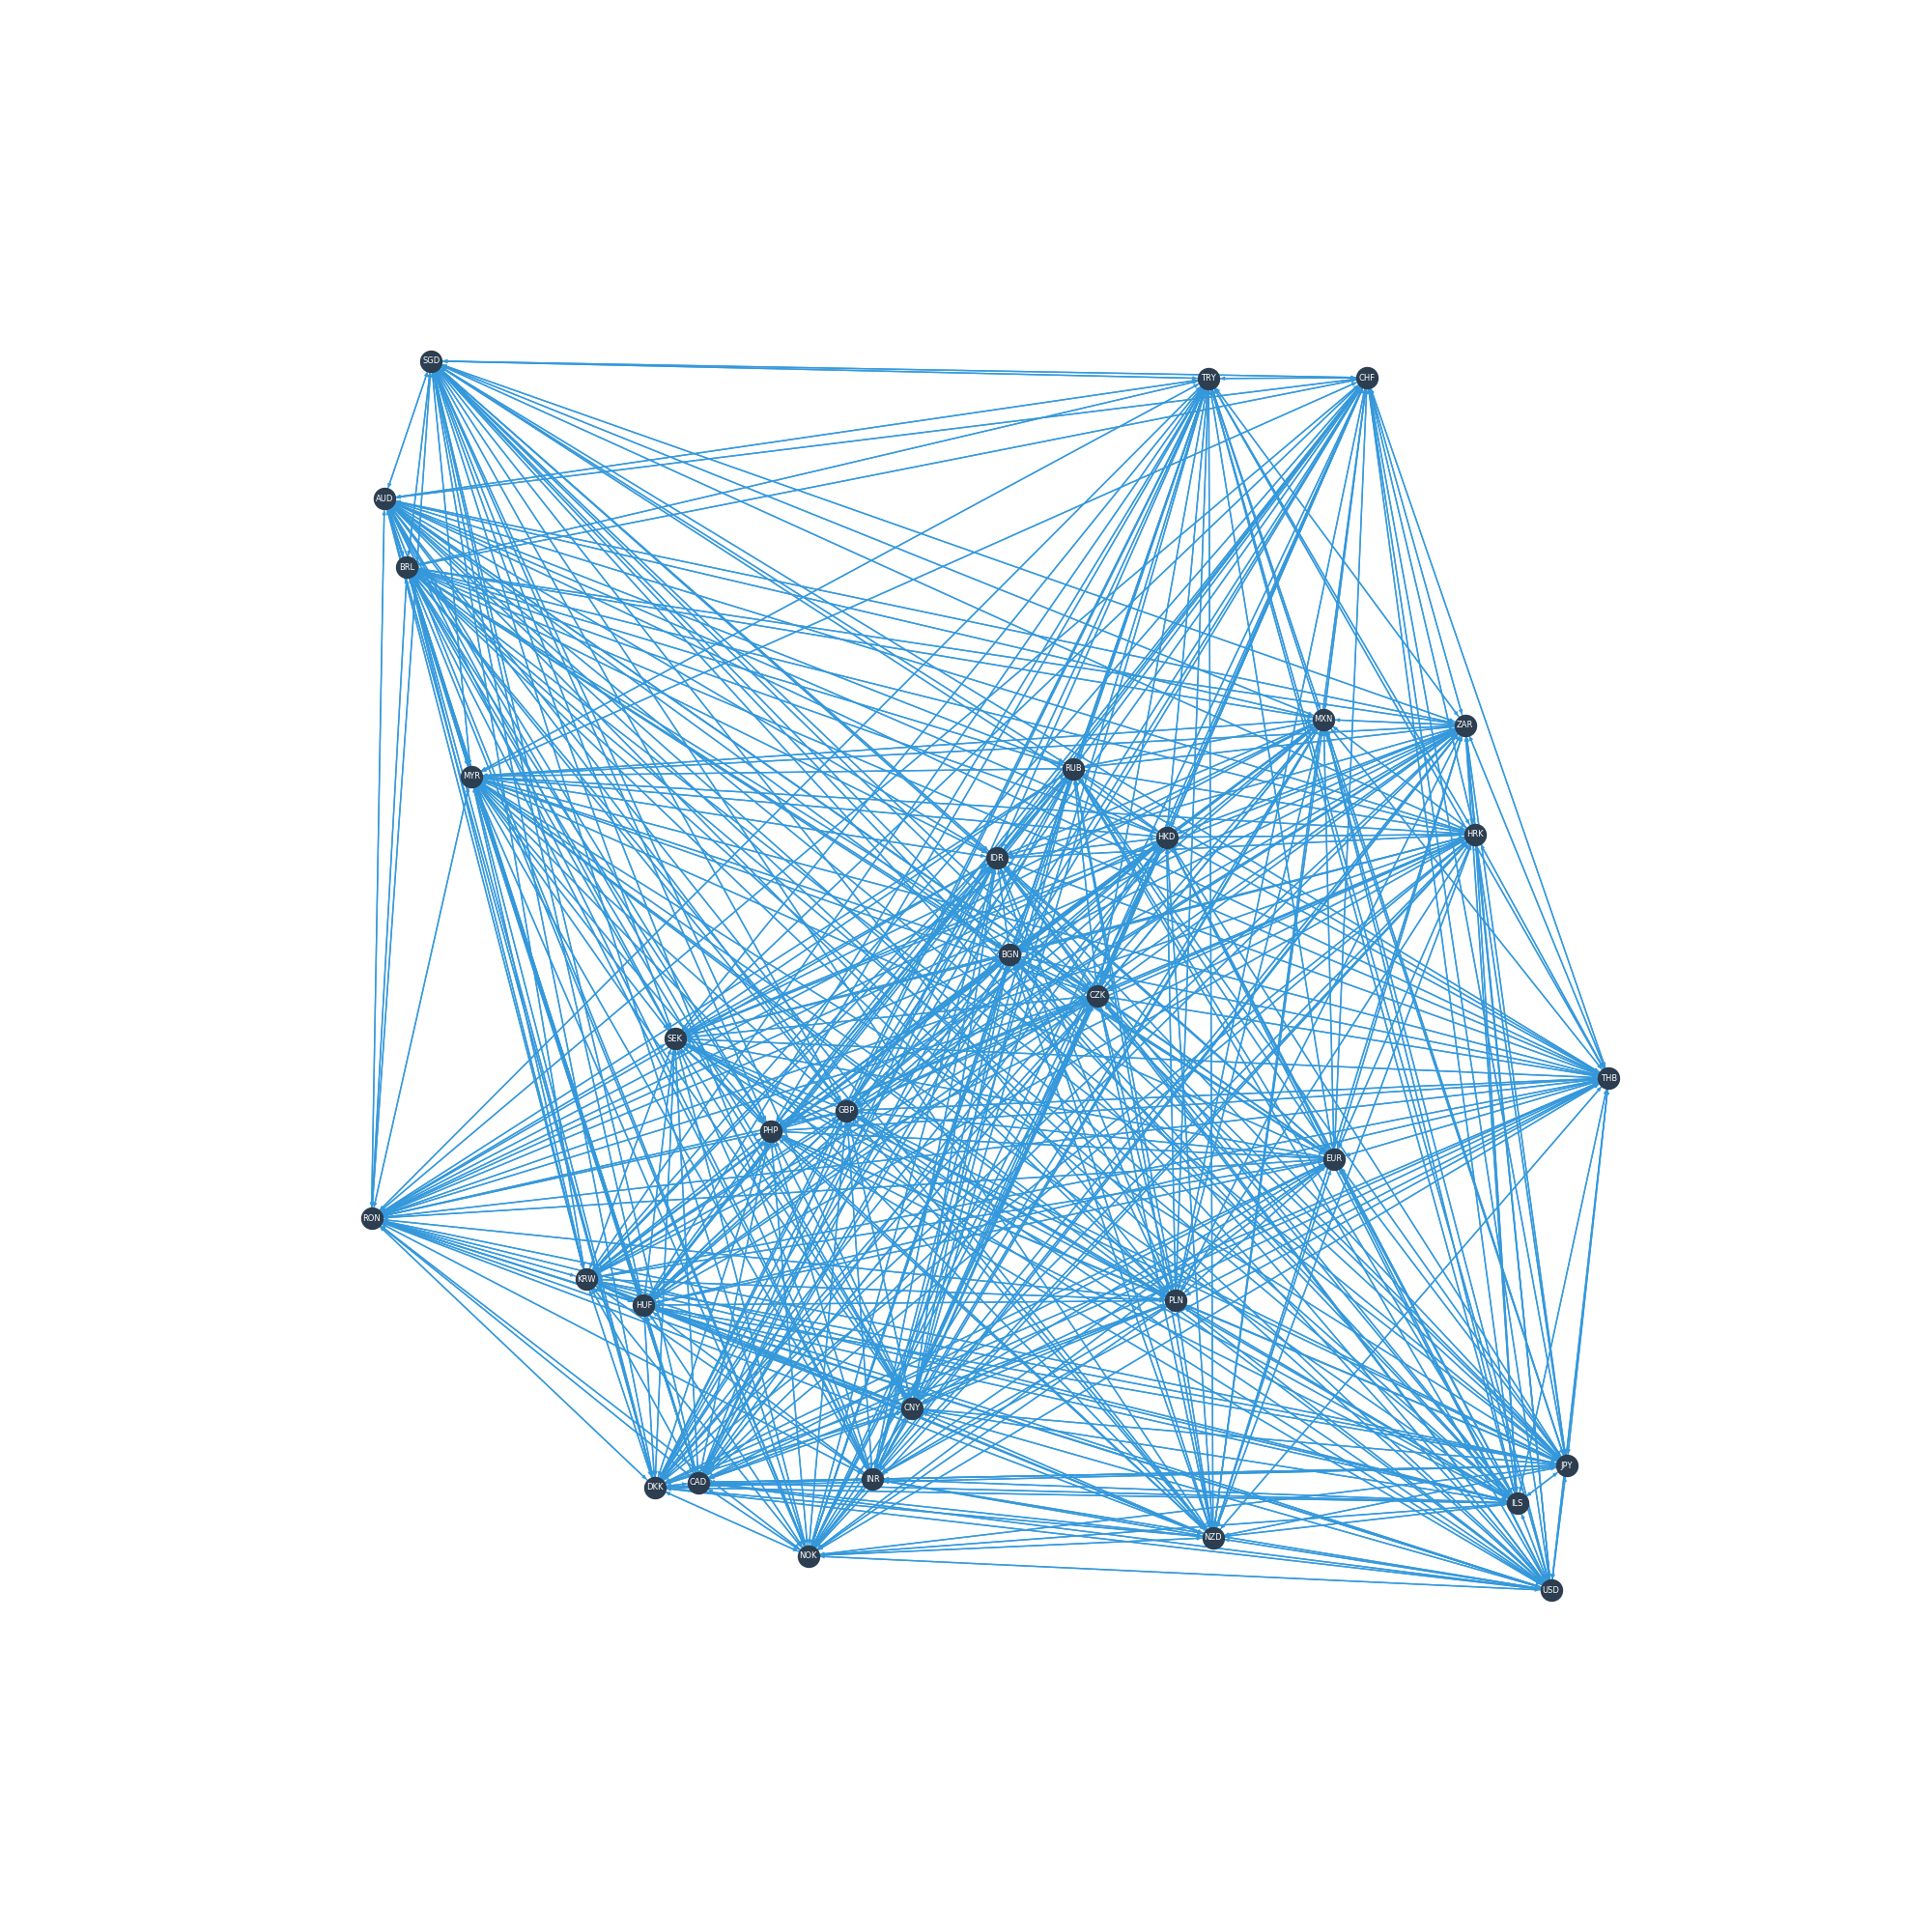 SGD
TRY
CHF
AUD
BRL
MXN
ZAR
RUB
MYR
HRK
HKD
IDR
BGN
CZK
SEK
THB
GBP
PHP
EUR
RON
KRW
PLN
HUF
CNY
JPY
INR
CAD
DKK
ILS
NZD
NOK
USD